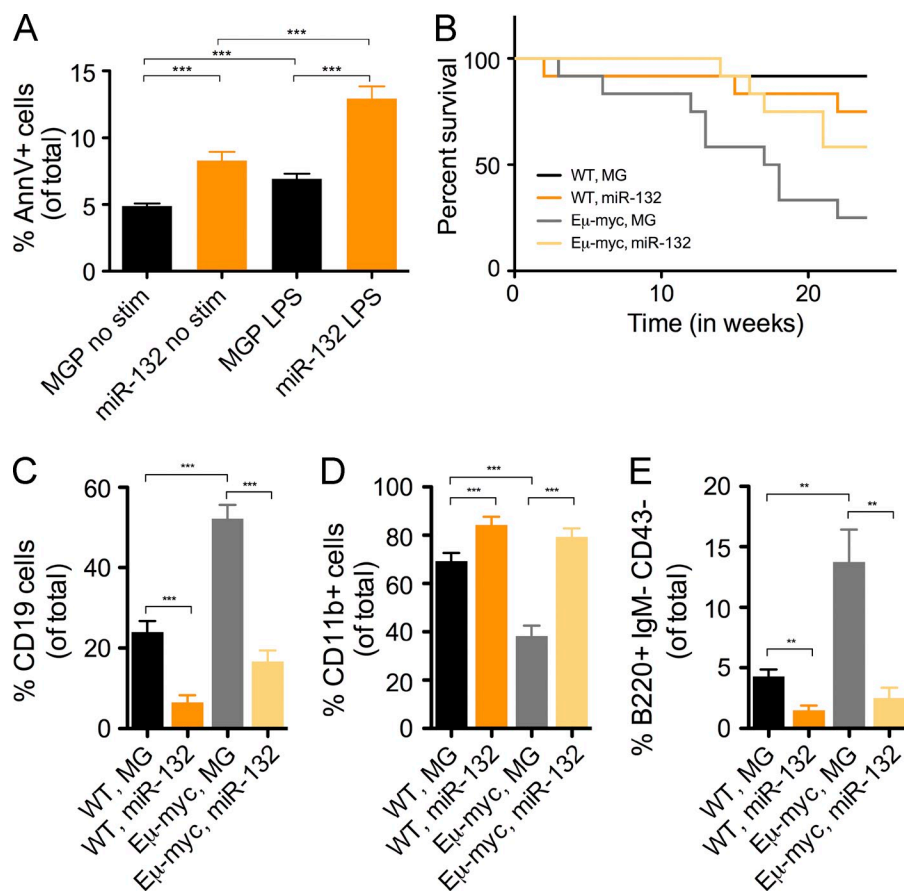 A
% AnnV+ cells
(of total)
15
10
5
0
***
***
***
***
MGP no stim
miR-132 no stim
MGP LPS
miR-132 LPS
B
Percent survival
100
50
0
0
10
20
Time (in weeks)
WT, MG
WT, miR-132
Eμ-myc, MG
Eμ-myc, miR-132
C
% CD19 cells
(of total)
60
40
20
0
***
***
***
WT, MG
WT, miR-132
Eμ-myc, MG
Eμ-myc, miR-132
D
% CD11b+ cells
(of total)
100
80
60
40
20
0
***
***
***
WT, MG
WT, miR-132
Eμ-myc, MG
Eμ-myc, miR-132
E
% B220+ IgM- CD43-
(of total)
20
15
10
5
0
**
**
**
WT, MG
WT, miR-132
Eμ-myc, MG
Eμ-myc, miR-132